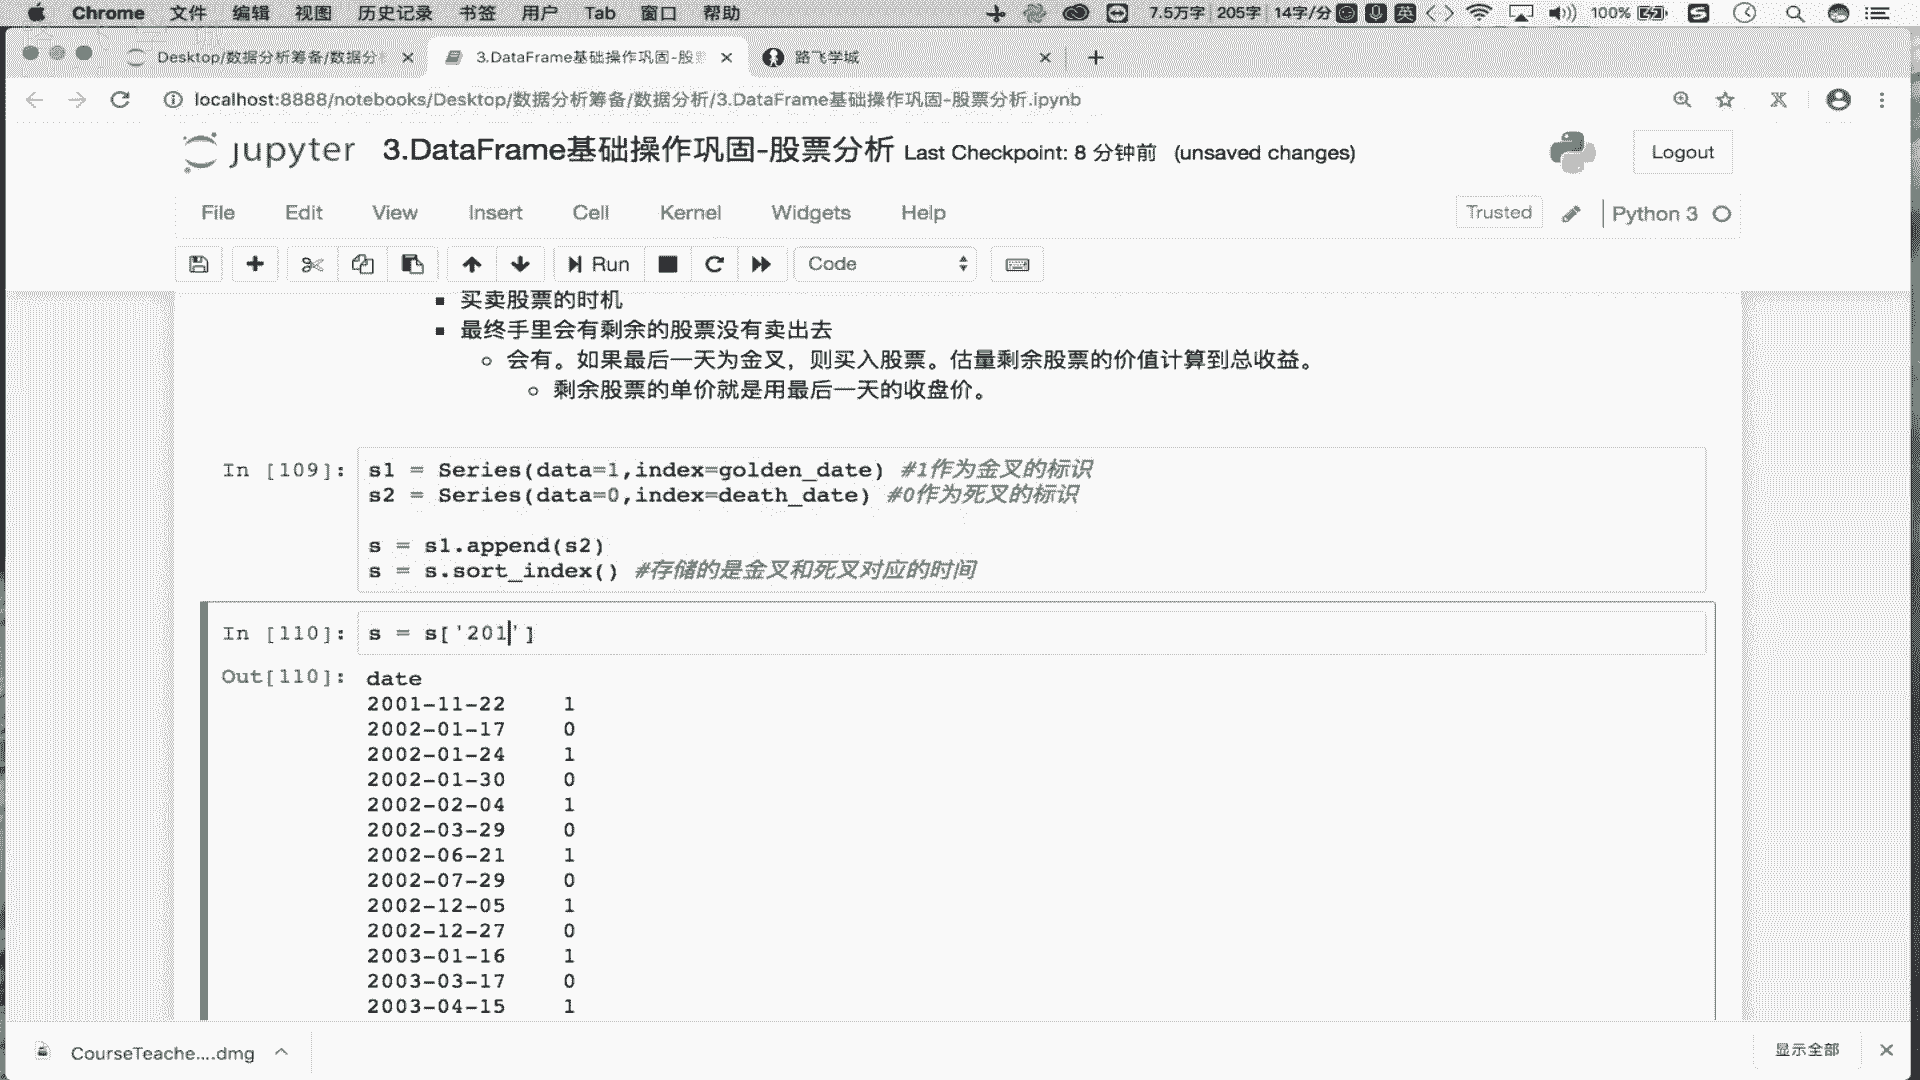 Chrome 文件 编辑 视图 历史记录 书签 用户 Tab 窗口 帮助 7.5万字 205字 14字/分 英 100%
Desktop/数据分析筹备/数据分 3.DataFrame基础操作巩固-股票 路飞学城
localhost:8888/notebooks/Desktop/数据分析筹备/数据分析/3.DataFrame基础操作巩固-股票分析.ipynb
jupyter 3.DataFrame基础操作巩固-股票分析 Last Checkpoint: 8 分钟前 (unsaved changes) Logout
File Edit View Insert Cell Kernel Widgets Help Trusted Python 3
Run Code
买卖股票的时机
最终手里会有剩余的股票没有卖出去
会有。如果最后一天为金叉，则买入股票。估量剩余股票的价值计算到总收益。
剩余股票的单价就是用最后一天的收盘价。
In [109]: s1 = Series(data=1,index=golden_date) #1作为金叉的标识
s2 = Series(data=0,index=death_date) #0作为死叉的标识
s = s1.append(s2)
s = s.sort_index() #存储的是金叉和死叉对应的时间
In [110]: s = s['201']
Out[110]: date
2001-11-22 1
2002-01-17 0
2002-01-24 1
2002-01-30 0
2002-02-04 1
2002-03-29 0
2002-06-21 1
2002-07-29 0
2002-12-05 1
2002-12-27 0
2003-01-16 1
2003-03-17 0
2003-04-15 1
CourseTeache....dmg 显示全部